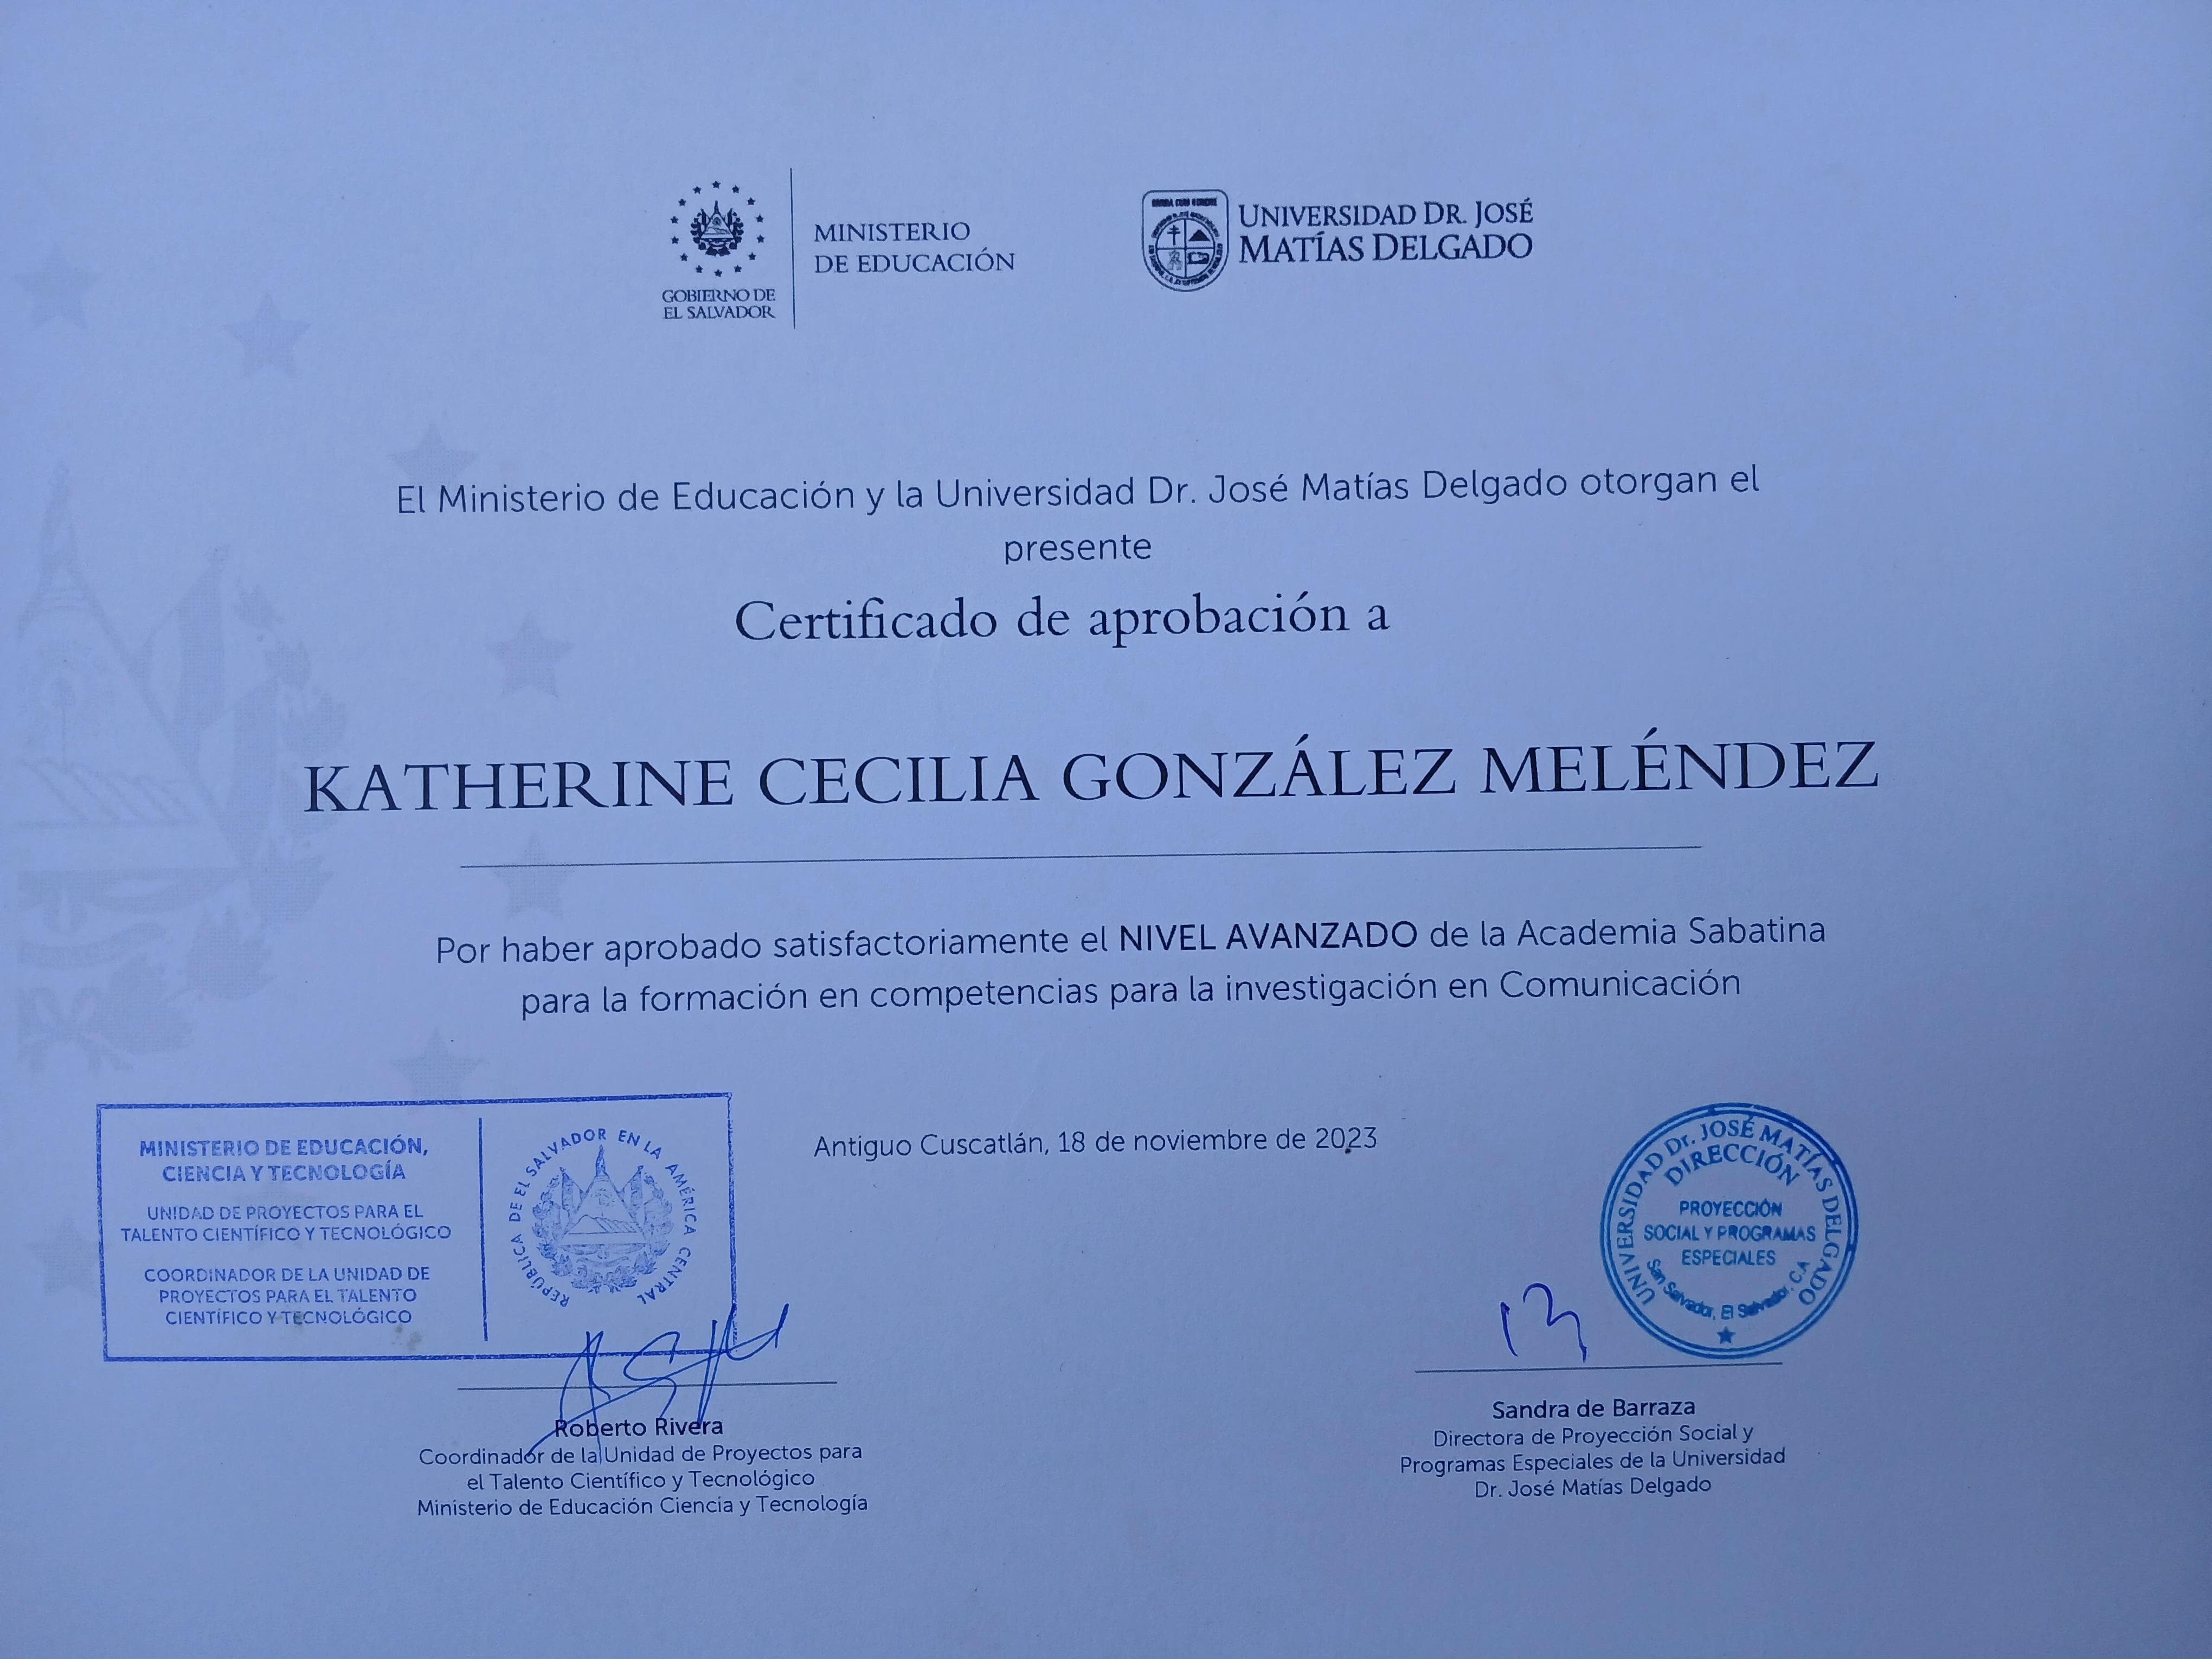 GOBIERNO DE
EL SALVADOR
MINISTERIO
DE EDUCACIÓN
UNIVERSIDAD DR. JOSÉ
MATÍAS DELGADO
El Ministerio de Educación y la Universidad Dr. José Matías Delgado otorgan el
presente
Certificado de aprobación a
KATHERINE CECILIA GONZÁLEZ MELÉNDEZ
Por haber aprobado satisfactoriamente el NIVEL AVANZADO de la Academia Sabatina
para la formación en competencias para la investigación en Comunicación
Antiguo Cuscatlán, 18 de noviembre de 2023
MINISTERIO DE EDUCACIÓN,
CIENCIA Y TECNOLOGÍA
UNIDAD DE PROYECTOS PARA EL
TALENTO CIENTÍFICO Y TECNOLÓGICO
COORDINADOR DE LA UNIDAD DE
PROYECTOS PARA EL TALENTO
CIENTÍFICO Y TECNOLÓGICO
REPÚBLICA DE EL SALVADOR EN LA AMÉRICA CENTRAL
UNIVERSIDAD Dr. JOSÉ MATÍAS DELGADO
DIRECCIÓN
PROYECCIÓN
SOCIAL Y PROGRAMAS
ESPECIALES
San Salvador, El Salvador, C.A
Roberto Rivera
Coordinador de la Unidad de Proyectos para
el Talento Científico y Tecnológico
Ministerio de Educación Ciencia y Tecnología
Sandra de Barraza
Directora de Proyección Social y
Programas Especiales de la Universidad
Dr. José Matías Delgado